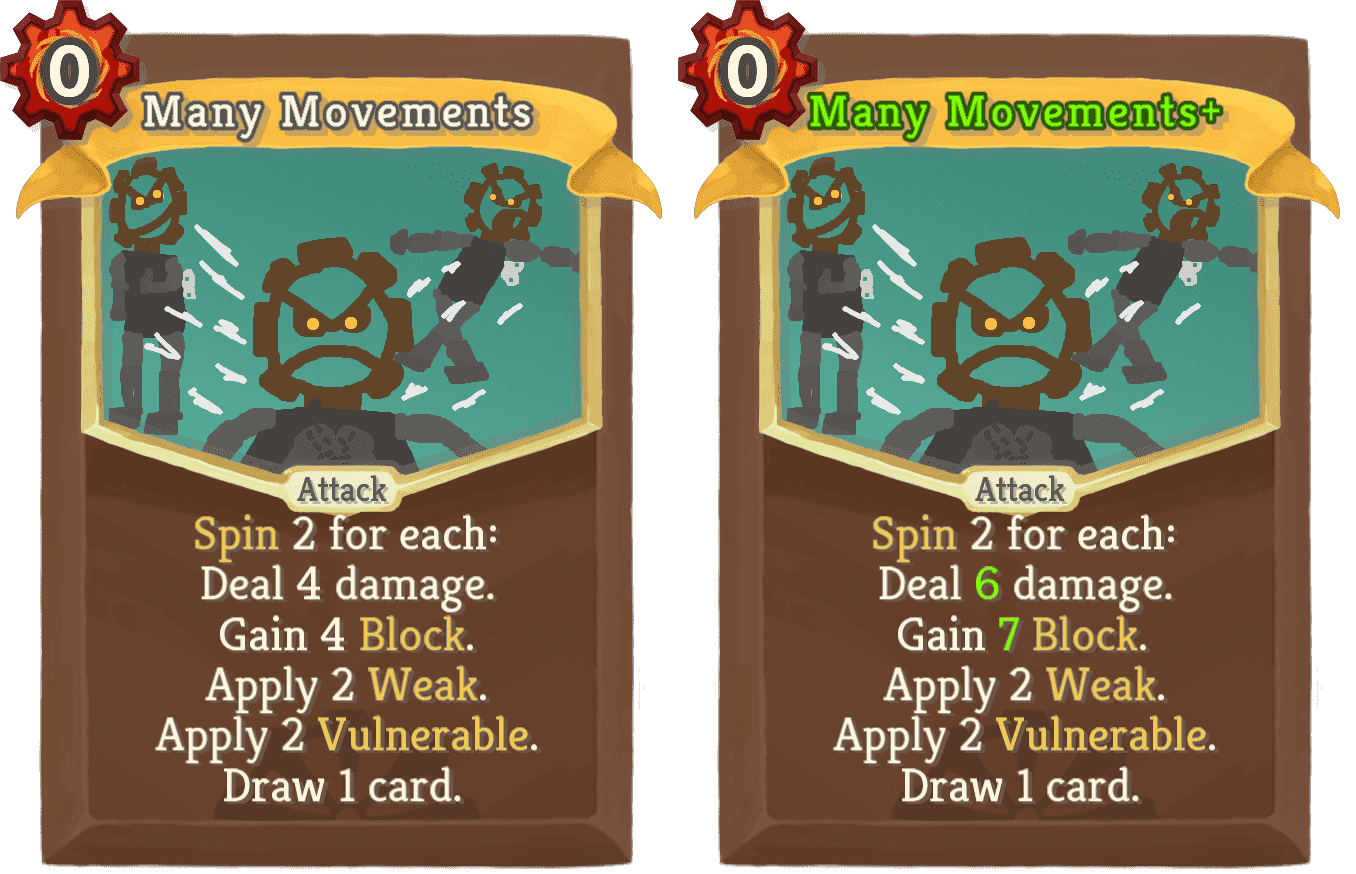 0
Many Movements
Attack
Spin 2 for each:
Deal 4 damage.
Gain 4 Block.
Apply 2 Weak.
Apply 2 Vulnerable.
Draw 1 card.
0
Many Movements+
Attack
Spin 2 for each:
Deal 6 damage.
Gain 7 Block.
Apply 2 Weak.
Apply 2 Vulnerable.
Draw 1 card.